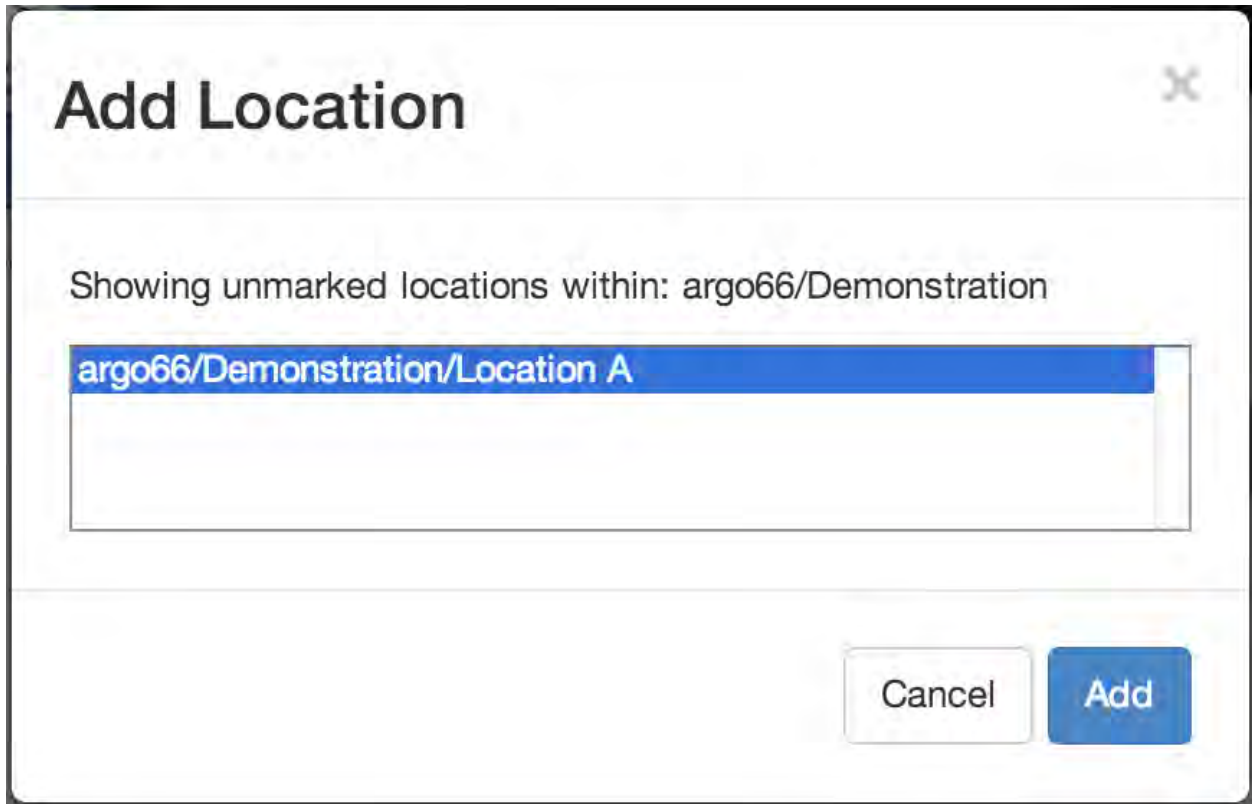 Add Location
Showing unmarked locations within: argo66/Demonstration
argo66/Demonstration/Location A
Cancel
Add